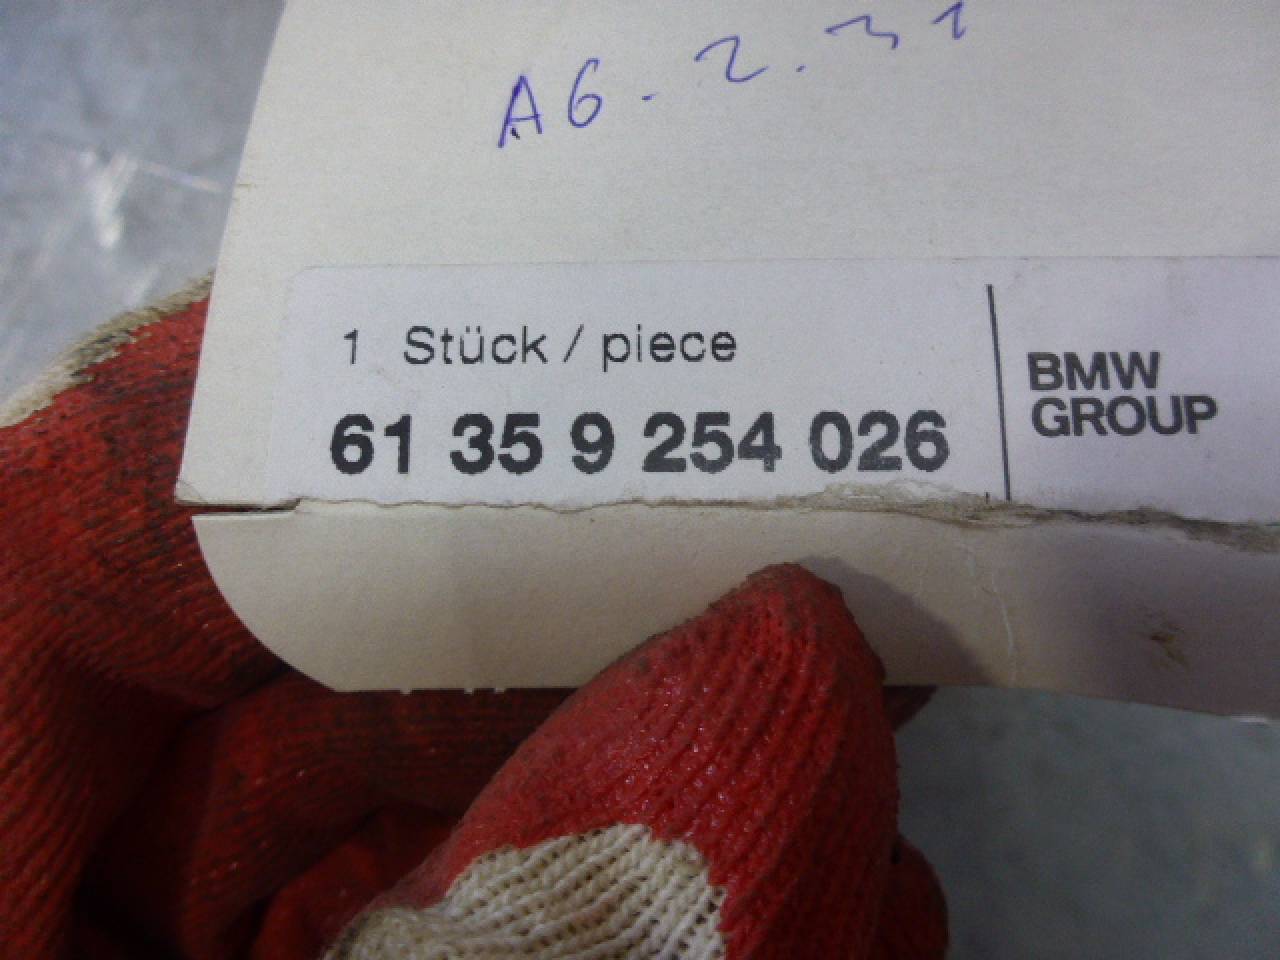 A6.2.31
1 Stück / piece
61 35 9 254 026
BMW
GROUP